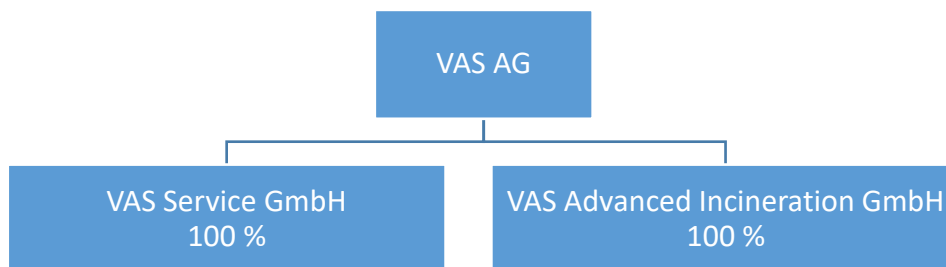 VAS AG
VAS Service GmbH
100 %
VAS Advanced Incineration GmbH
100 %